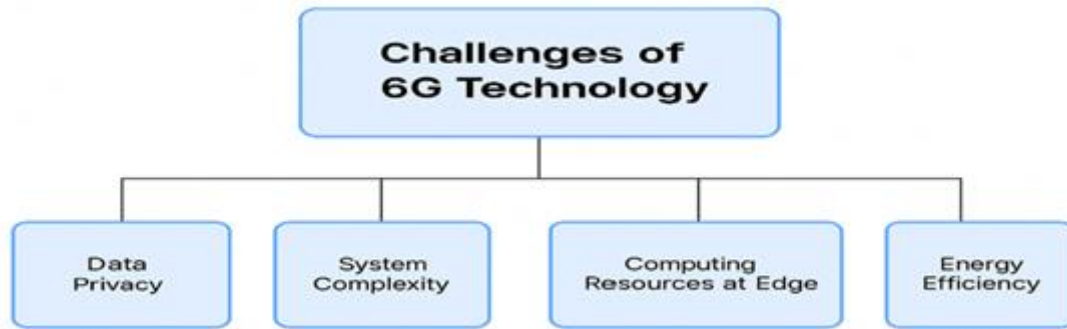 Challenges of
6G Technology
Data
Privacy
System
Complexity
Computing
Resources at Edge
Energy
Efficiency